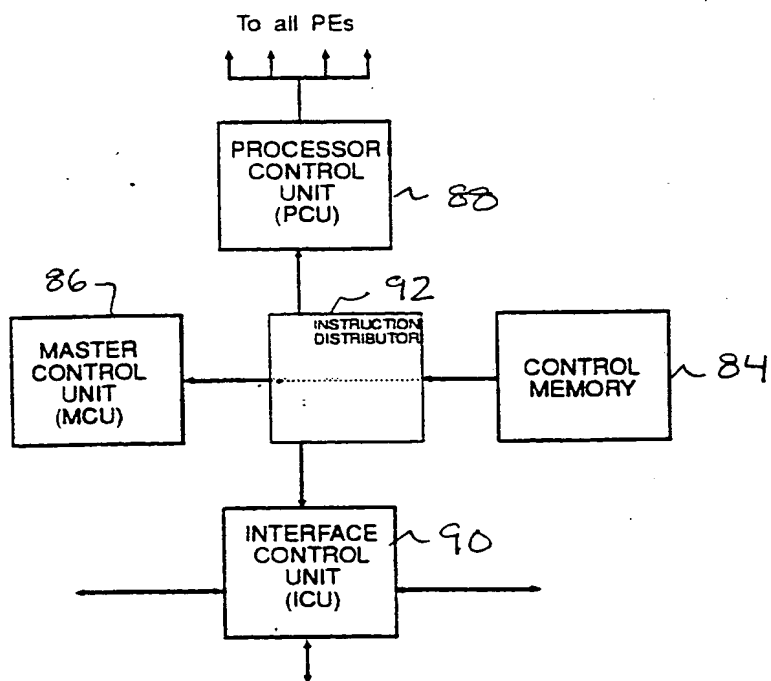 To all PEs
PROCESSOR
CONTROL
UNIT
(PCU)
88
86
92
INSTRUCTION
DISTRIBUTOR
MASTER
CONTROL
UNIT
(MCU)
CONTROL
MEMORY
84
INTERFACE
CONTROL
UNIT
(ICU)
90